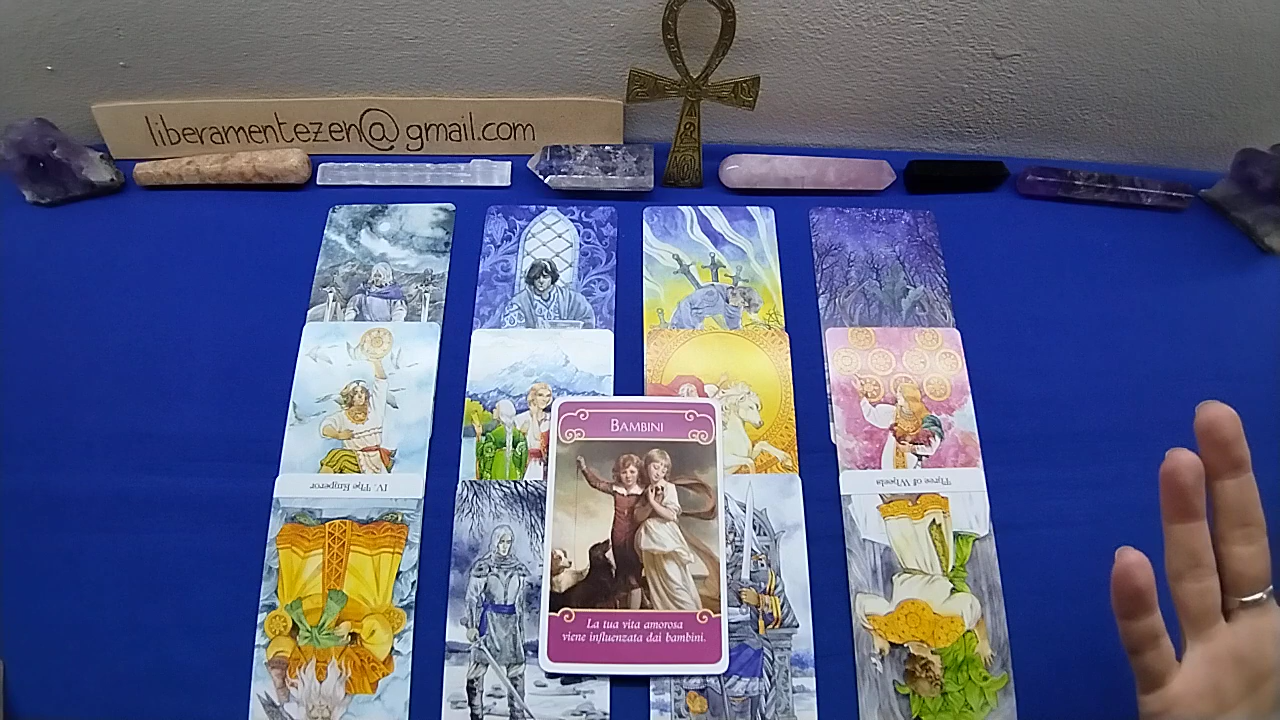 liberamentezen@gmail.com
IV. The Emperor
Three of Wheels
BAMBINI
La tua vita amorosa
viene influenzata dai bambini.